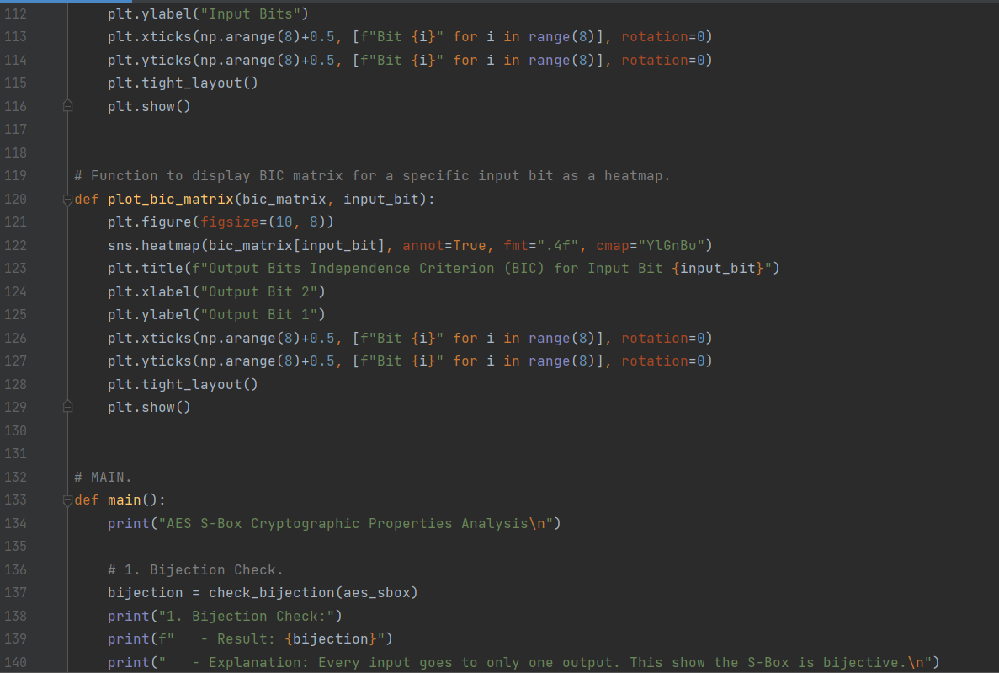 112 plt.ylabel("Input Bits")
113 plt.xticks(np.arange(8)+0.5, [f"Bit {i}" for i in range(8)], rotation=0)
114 plt.yticks(np.arange(8)+0.5, [f"Bit {i}" for i in range(8)], rotation=0)
115 plt.tight_layout()
116 plt.show()
117
118
119 # Function to display BIC matrix for a specific input bit as a heatmap.
120 def plot_bic_matrix(bic_matrix, input_bit):
121 plt.figure(figsize=(10, 8))
122 sns.heatmap(bic_matrix[input_bit], annot=True, fmt=".4f", cmap="YlGnBu")
123 plt.title(f"Output Bits Independence Criterion (BIC) for Input Bit {input_bit}")
124 plt.xlabel("Output Bit 2")
125 plt.ylabel("Output Bit 1")
126 plt.xticks(np.arange(8)+0.5, [f"Bit {i}" for i in range(8)], rotation=0)
127 plt.yticks(np.arange(8)+0.5, [f"Bit {i}" for i in range(8)], rotation=0)
128 plt.tight_layout()
129 plt.show()
130
131
132 # MAIN.
133 def main():
134 print("AES S-Box Cryptographic Properties Analysis\n")
135
136 # 1. Bijection Check.
137 bijection = check_bijection(aes_sbox)
138 print("1. Bijection Check:")
139 print(f"   - Result: {bijection}")
140 print("   - Explanation: Every input goes to only one output. This show the S-Box is bijective.\n")